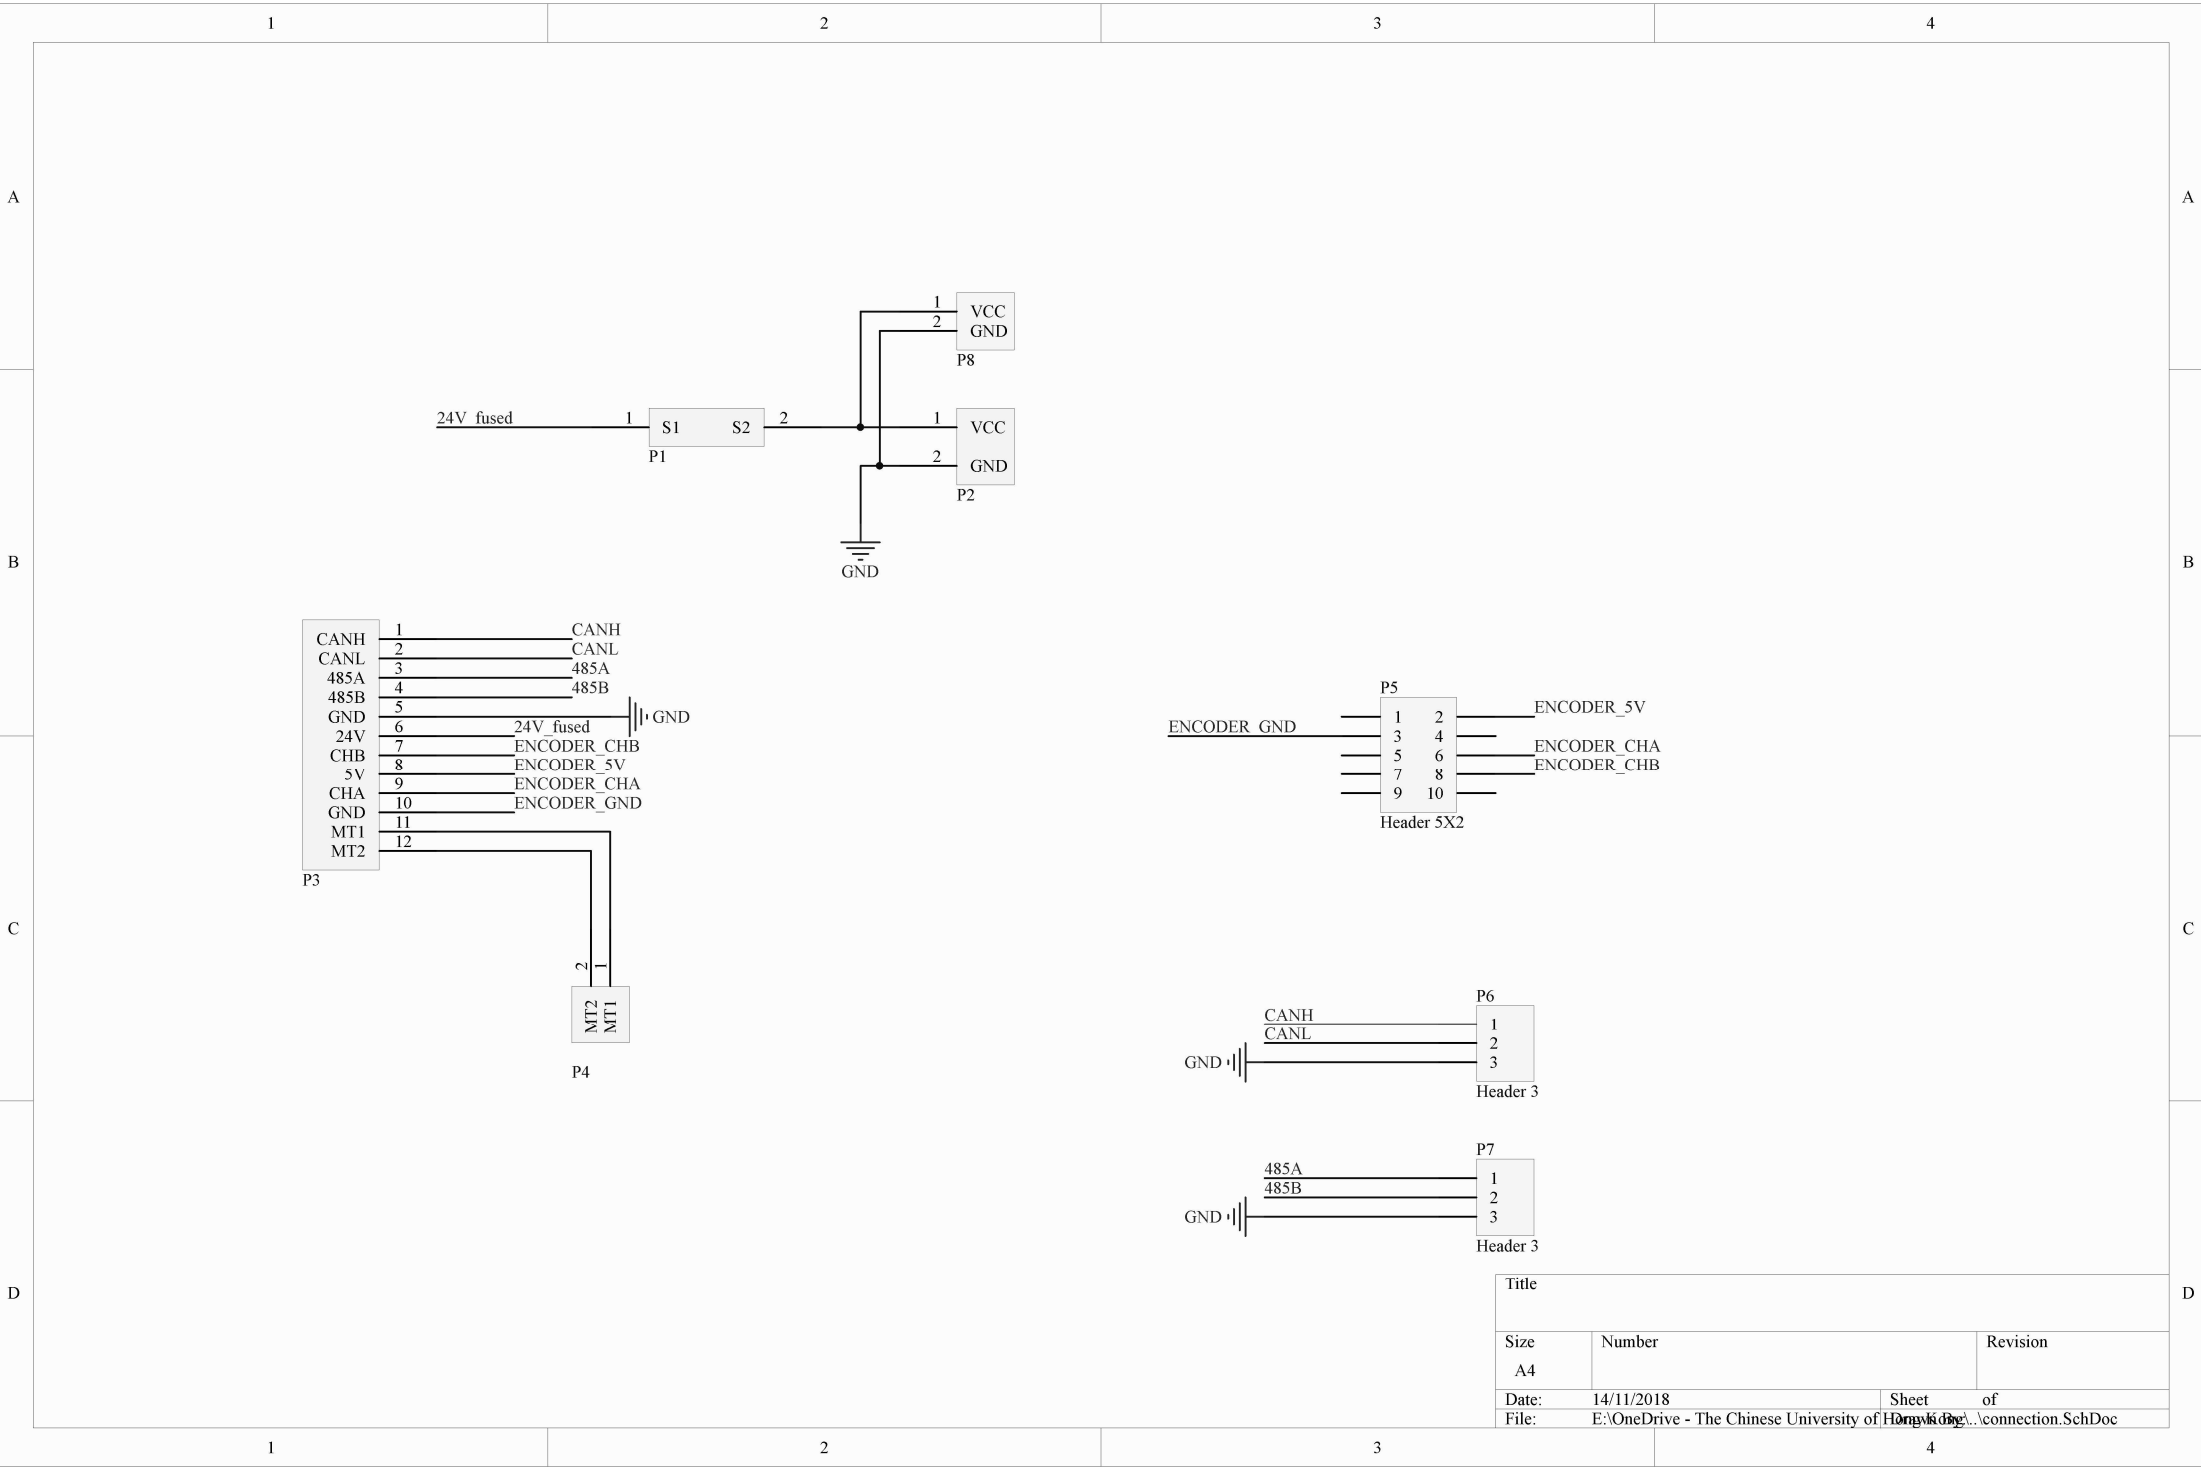 1 2 3 4
A A
1 VCC
2 GND
P8
24V_fused 1 S1 S2 2 1 VCC
P1
2 GND
P2
GND
B B
CANH 1 CANH
CANL 2 CANL
485A 3 485A
485B 4 485B
GND 5 GND
24V 6 24V_fused
CHB 7 ENCODER_CHB
5V 8 ENCODER_5V
CHA 9 ENCODER_CHA
GND 10 ENCODER_GND
MT1 11
MT2 12
P3
P5
1 2 ENCODER_5V
ENCODER_GND 3 4
5 6 ENCODER_CHA
7 8 ENCODER_CHB
9 10
Header 5X2
C C
2 1
MT2 MT1
P4
P6
CANH 1
CANL 2
GND 3
Header 3
P7
485A 1
485B 2
GND 3
Header 3
D D
Title
Size Number Revision
A4
Date: 14/11/2018 Sheet of
File: E:\OneDrive - The Chinese University of Hong Kong\..\connection.SchDoc
Drawn By:
1 2 3 4